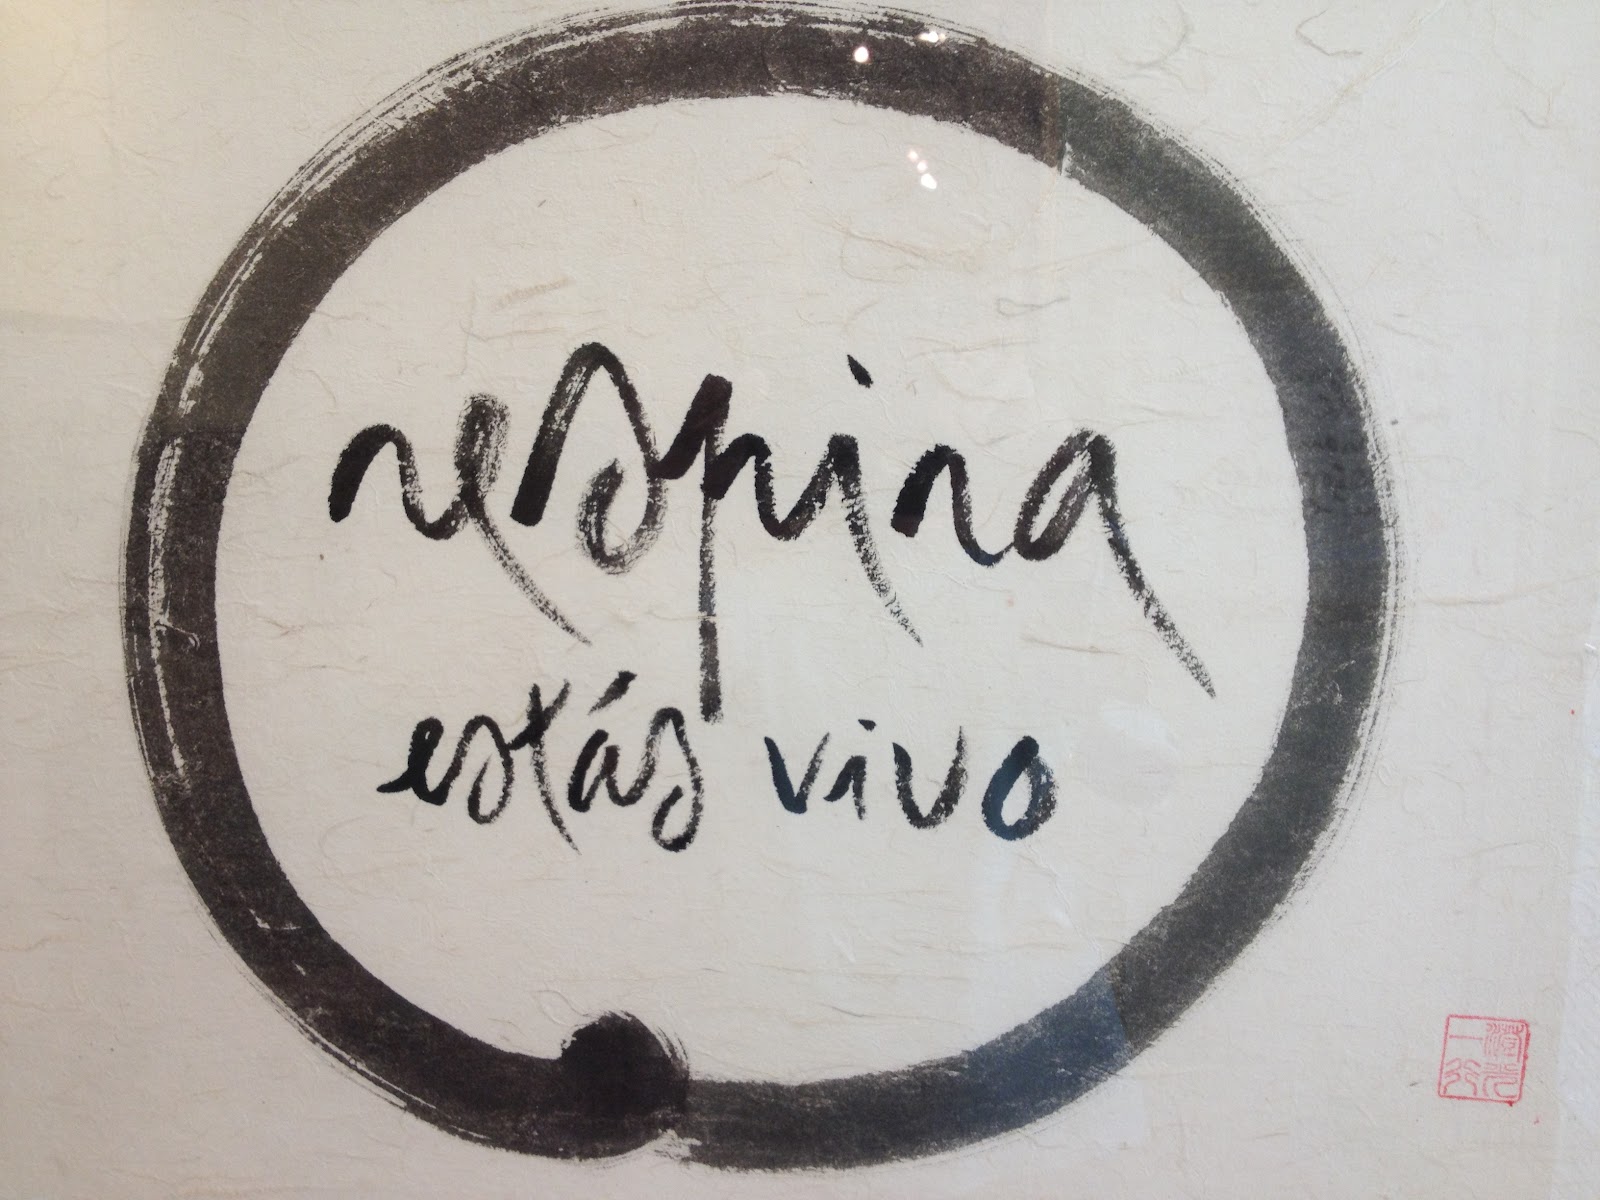 respira
estás vivo